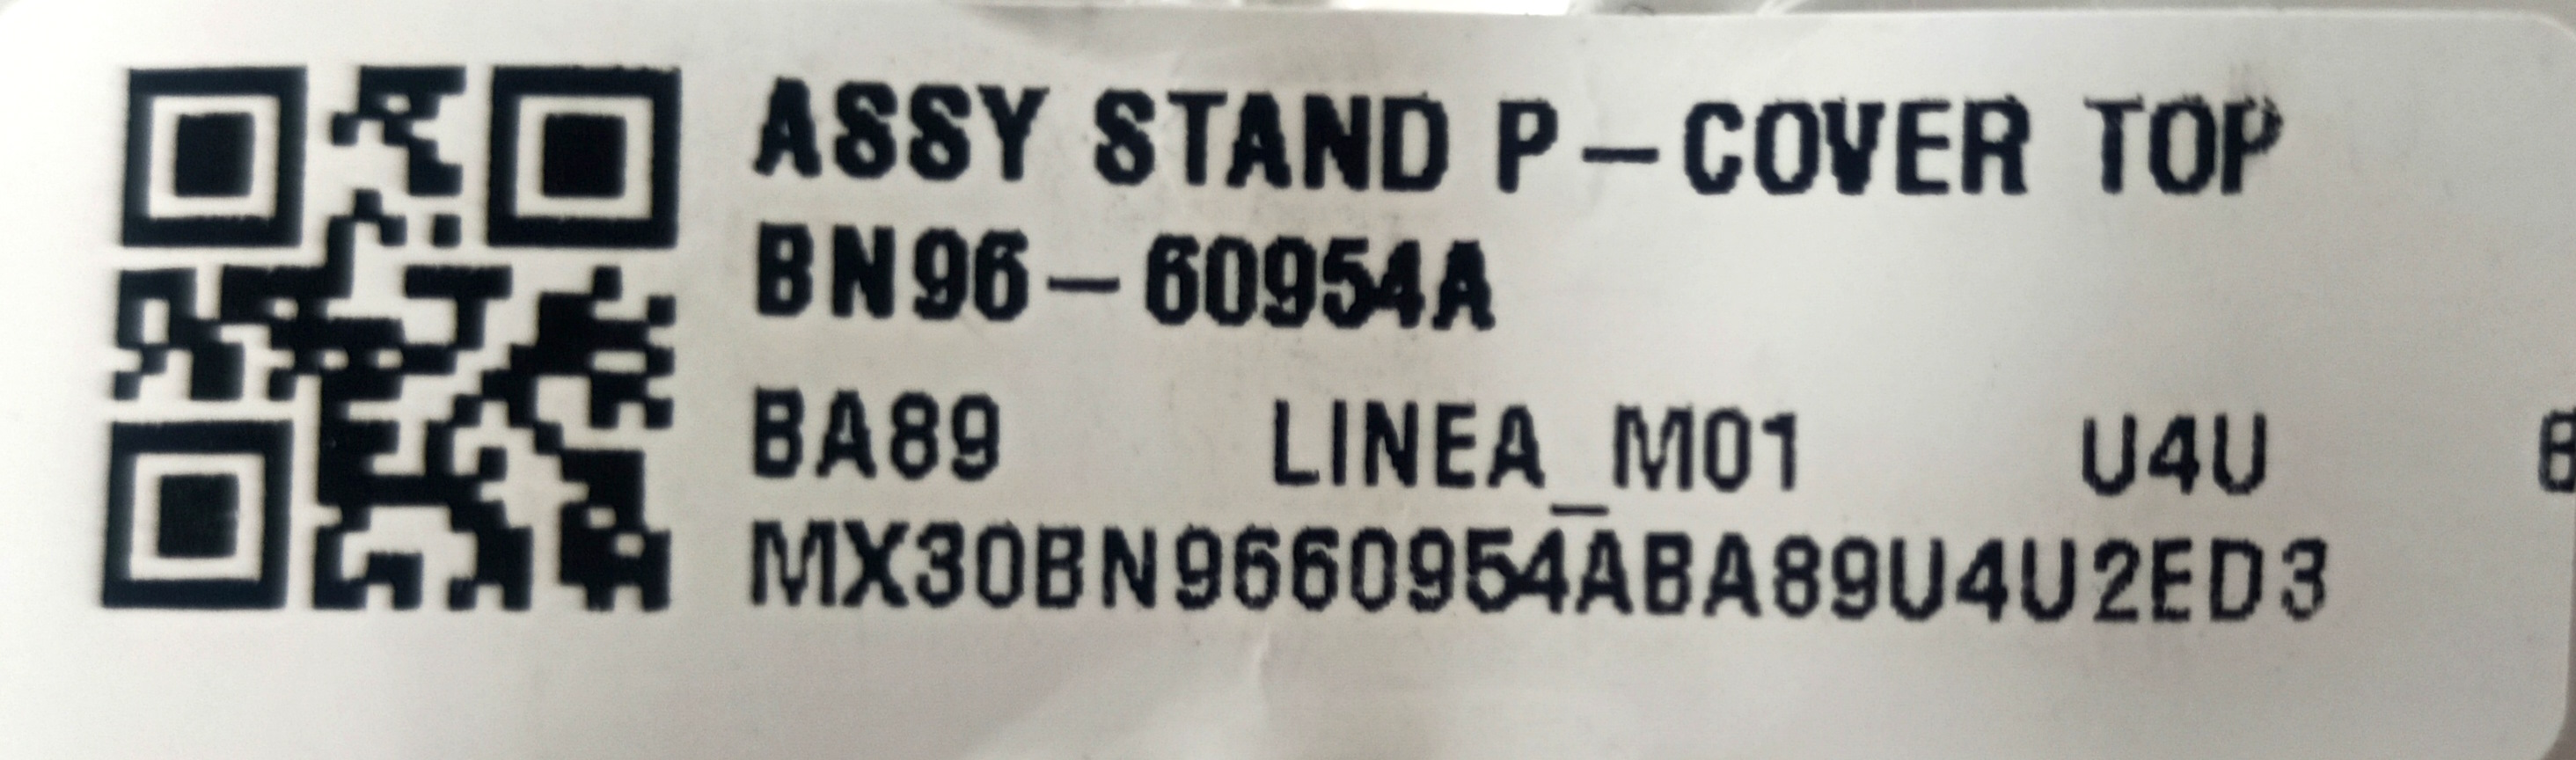 ASSY STAND P-COVER TOP
BN96-60954A
BA89 LINEA_M01 U4U
MX30BN9660954ABA89U4U2ED3